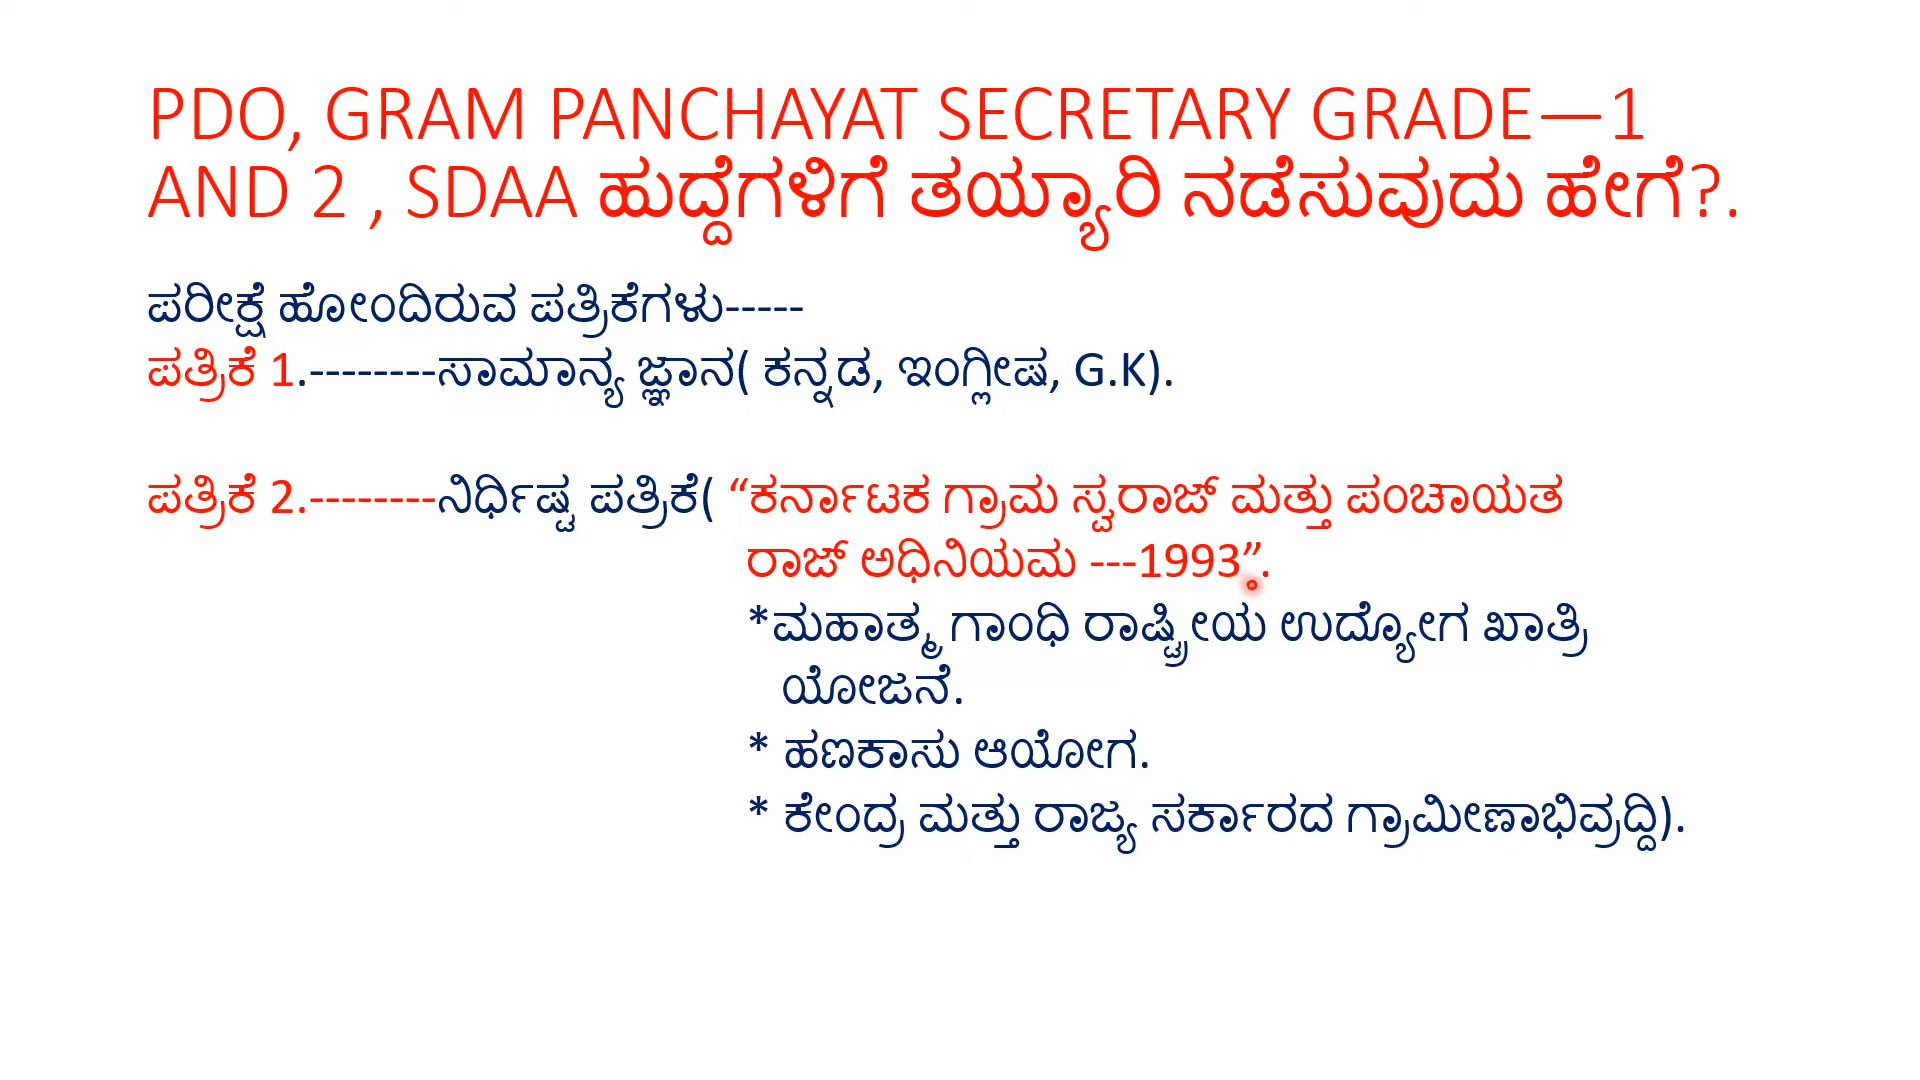 PDO, GRAM PANCHAYAT SECRETARY GRADE—1
AND 2 , SDAA ಹುದ್ದೆಗಳಿಗೆ ತಯ್ಯಾರಿ ನಡೆಸುವುದು ಹೇಗೆ?.
ಪರೀಕ್ಷೆ ಹೋಂದಿರುವ ಪತ್ರಿಕೆಗಳು-----
ಪತ್ರಿಕೆ 1.--------ಸಾಮಾನ್ಯ ಜ್ಞಾನ( ಕನ್ನಡ, ಇಂಗ್ಲೀಷ, G.K).
ಪತ್ರಿಕೆ 2.--------ನಿರ್ಧಿಷ್ಟ ಪತ್ರಿಕೆ( “ಕರ್ನಾಟಕ ಗ್ರಾಮ ಸ್ವರಾಜ್ ಮತ್ತು ಪಂಚಾಯತ
ರಾಜ್ ಅಧಿನಿಯಮ ---1993”.
*ಮಹಾತ್ಮ ಗಾಂಧಿ ರಾಷ್ಟ್ರೀಯ ಉದ್ಯೋಗ ಖಾತ್ರಿ
ಯೋಜನೆ.
* ಹಣಕಾಸು ಆಯೋಗ.
* ಕೇಂದ್ರ ಮತ್ತು ರಾಜ್ಯ ಸರ್ಕಾರದ ಗ್ರಾಮೀಣಾಭಿವ್ರದ್ದಿ).